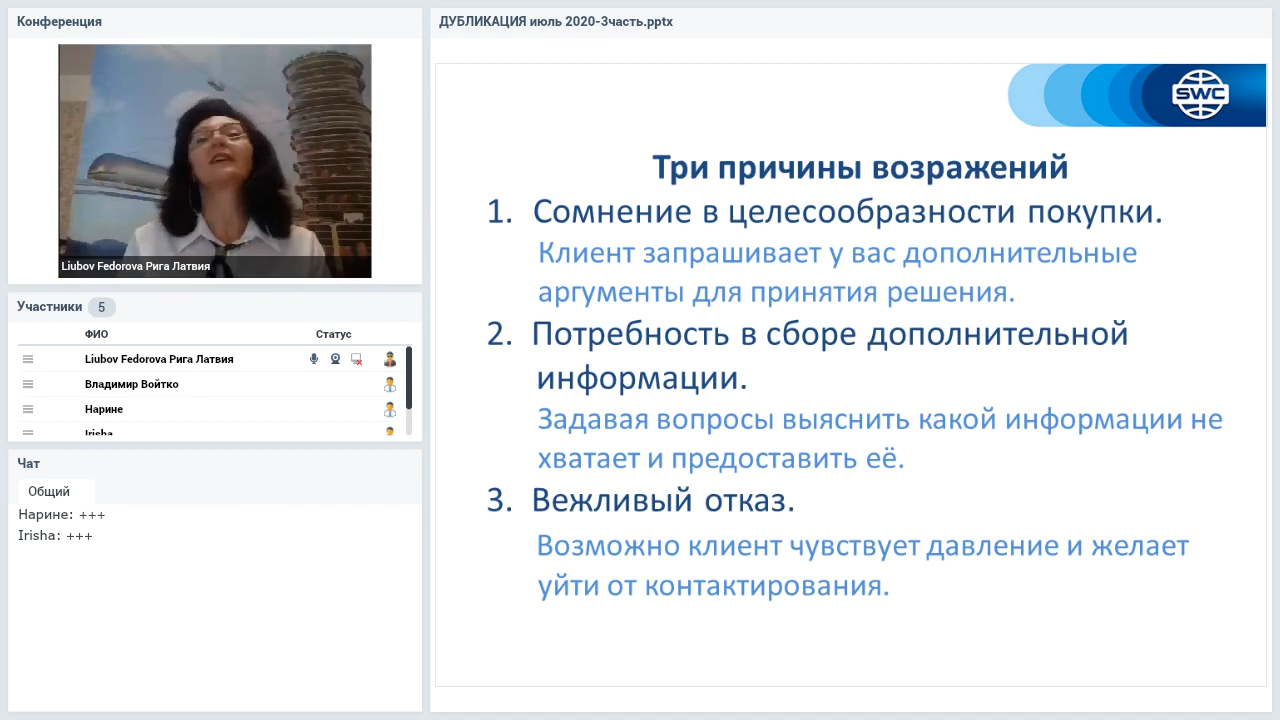 Конференция
Liubov Fedorova Рига Латвия
Участники 5
ФИО Статус
Liubov Fedorova Рига Латвия
Владимир Войтко
Нарине
Irisha
Чат
Общий
Нарине: +++
Irisha: +++
ДУБЛИКАЦИЯ июль 2020-3часть.pptx
SWC
Три причины возражений
1. Сомнение в целесообразности покупки.
Клиент запрашивает у вас дополнительные
аргументы для принятия решения.
2. Потребность в сборе дополнительной
информации.
Задавая вопросы выяснить какой информации не
хватает и предоставить её.
3. Вежливый отказ.
Возможно клиент чувствует давление и желает
уйти от контактирования.